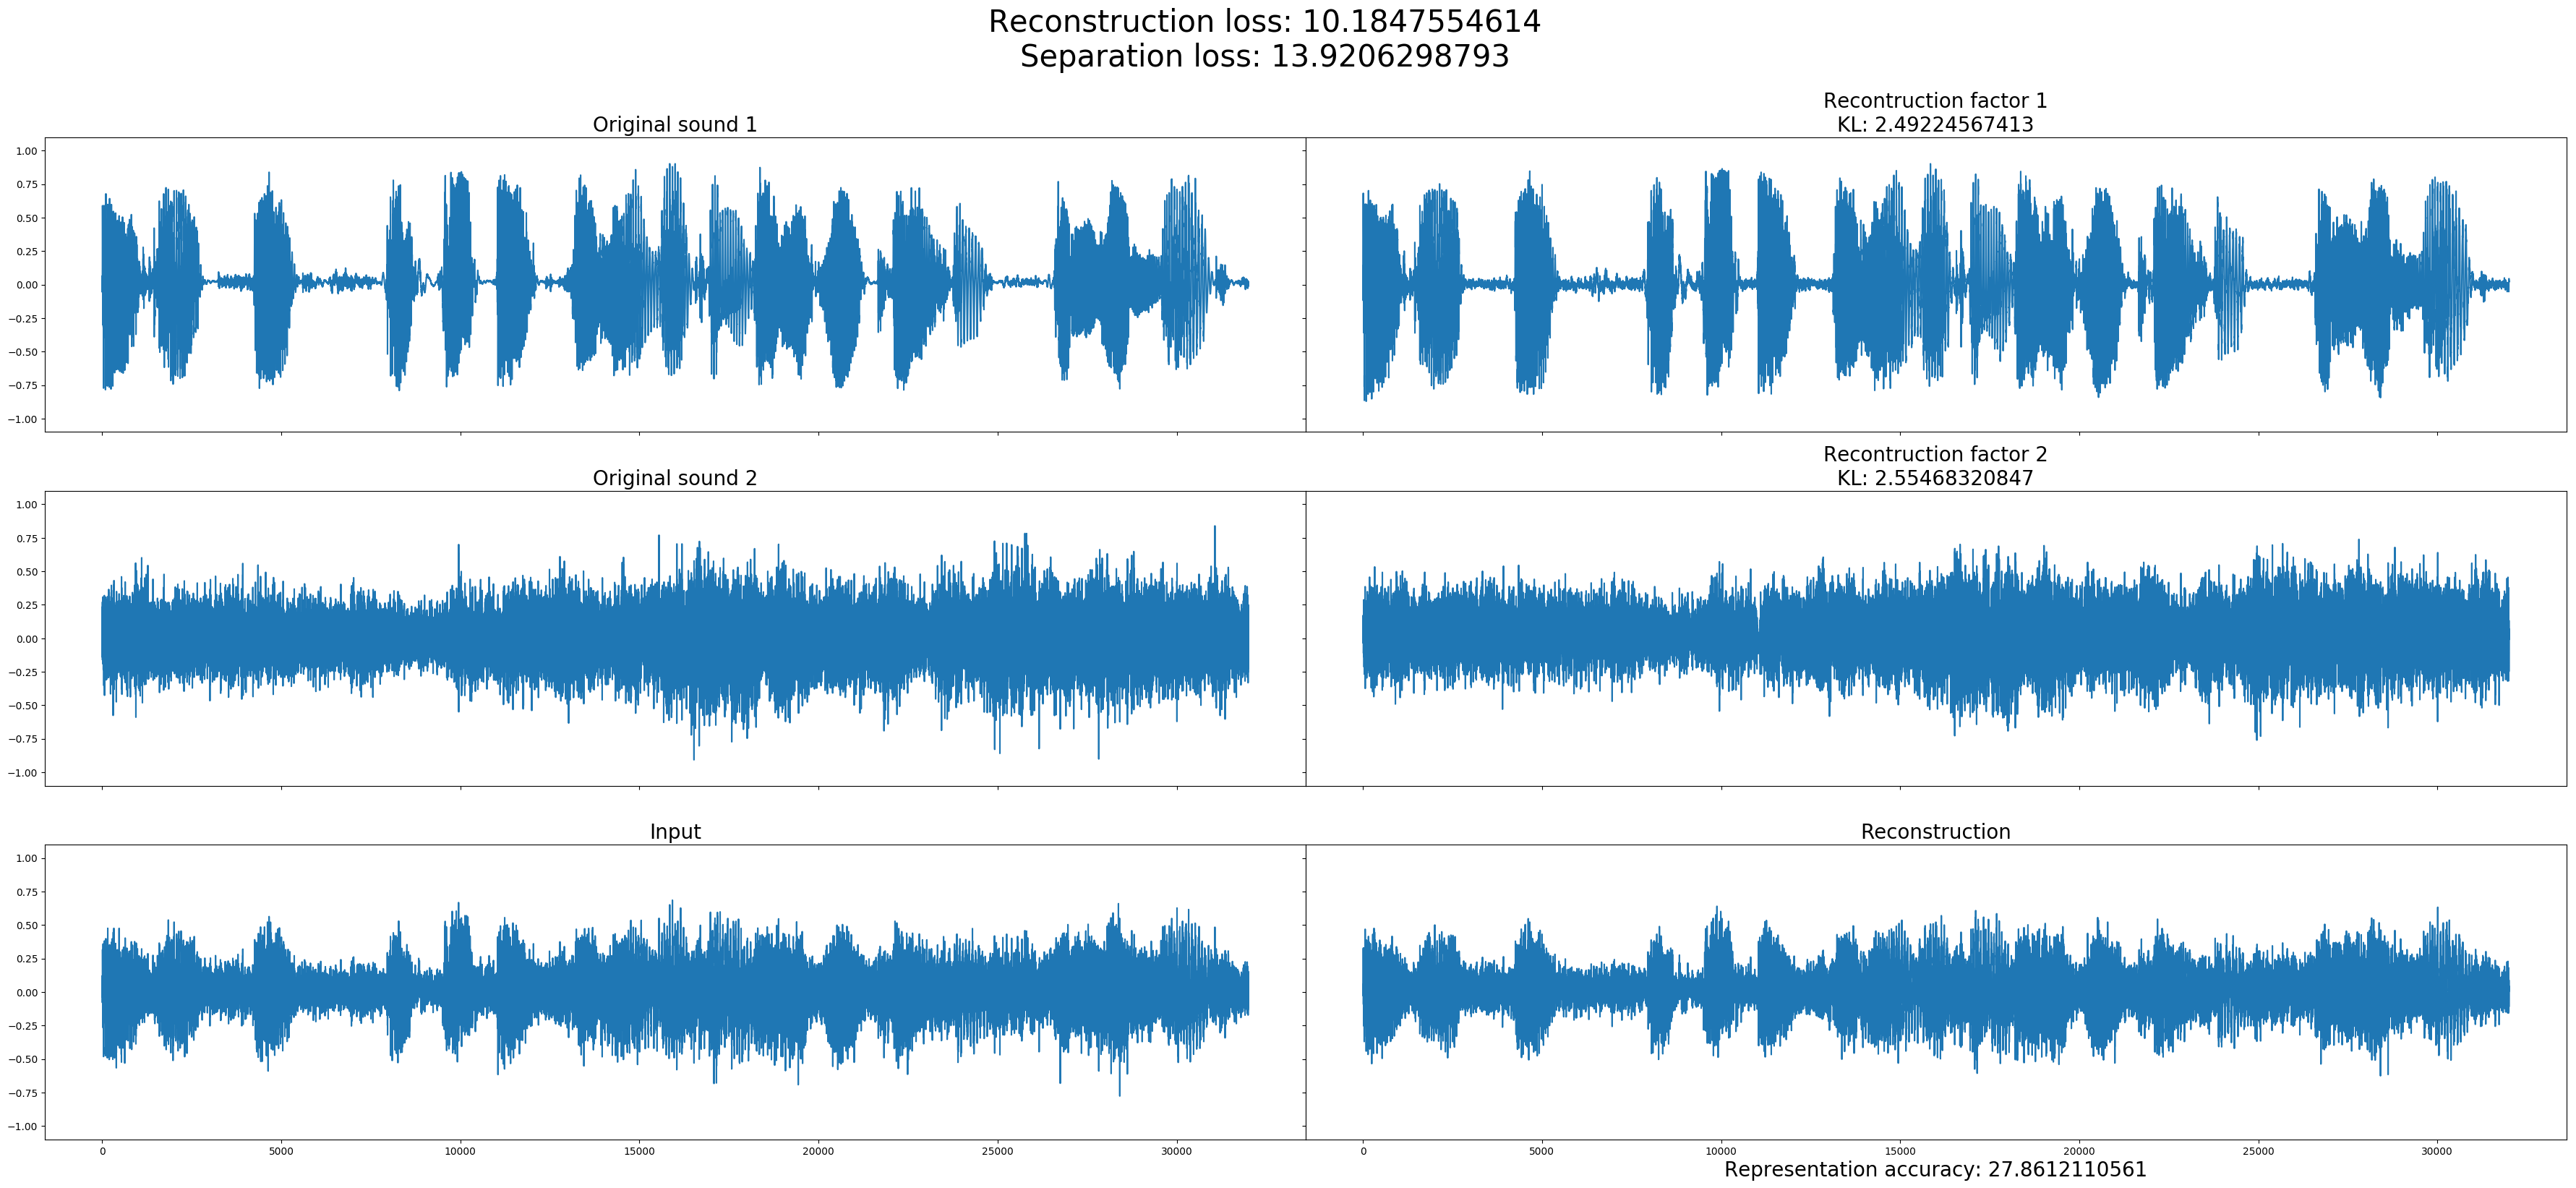 Reconstruction loss: 10.1847554614
Separation loss: 13.9206298793
Original sound 1
Recontruction factor 1
KL: 2.49224567413
1.00
0.75
0.50
0.25
0.00
−0.25
−0.50
−0.75
−1.00
Original sound 2
Recontruction factor 2
KL: 2.55468320847
1.00
0.75
0.50
0.25
0.00
−0.25
−0.50
−0.75
−1.00
Input
Reconstruction
1.00
0.75
0.50
0.25
0.00
−0.25
−0.50
−0.75
−1.00
0 5000 10000 15000 20000 25000 30000
0 5000 10000 15000 20000 25000 30000
Representation accuracy: 27.8612110561